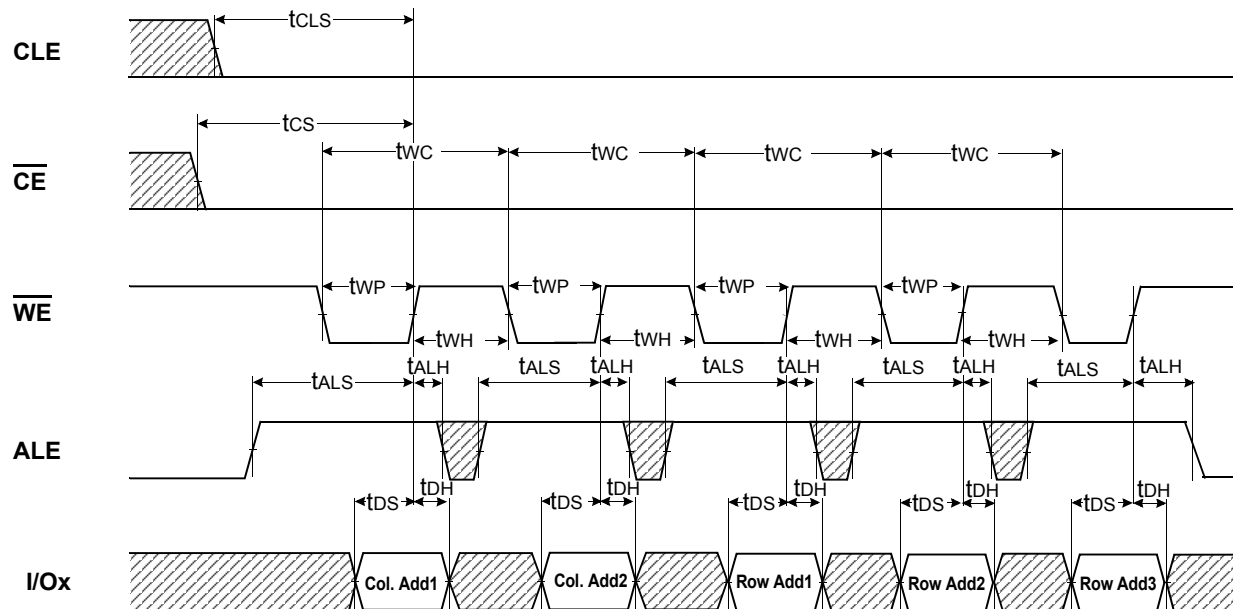 CLE
tCLS
CE
tCS
tWC tWC tWC tWC
WE
tWP tWP tWP tWP
tWH tWH tWH tWH
tALS tALH tALS tALH tALS tALH tALS tALH tALS tALH
ALE
tDS tDH tDS tDH tDS tDH tDS tDH tDS tDH
I/Ox
Col. Add1 Col. Add2 Row Add1 Row Add2 Row Add3